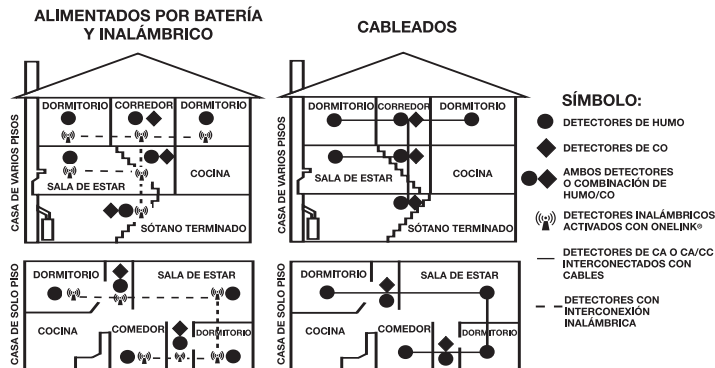 ALIMENTADOS POR BATERÍA
Y INALÁMBRICO
CASA DE VARIOS PISOS
DORMITORIO
CORREDOR
DORMITORIO
SALA DE ESTAR
COCINA
SÓTANO TERMINADO
CASA DE SOLO PISO
DORMITORIO
SALA DE ESTAR
COCINA
COMEDOR
DORMITORIO
CABLEADOS
CASA DE VARIOS PISOS
DORMITORIO
CORREDOR
DORMITORIO
SALA DE ESTAR
COCINA
SÓTANO TERMINADO
CASA DE SOLO PISO
DORMITORIO
SALA DE ESTAR
COCINA
COMEDOR
DORMITORIO
SÍMBOLO:
DETECTORES DE HUMO
DETECTORES DE CO
AMBOS DETECTORES
O COMBINACIÓN DE
HUMO/CO
DETECTORES INALÁMBRICOS
ACTIVADOS CON ONELINK®
DETECTORES DE CA O CA/CC
INTERCONECTADOS CON
CABLES
DETECTORES CON
INTERCONEXIÓN
INALÁMBRICA